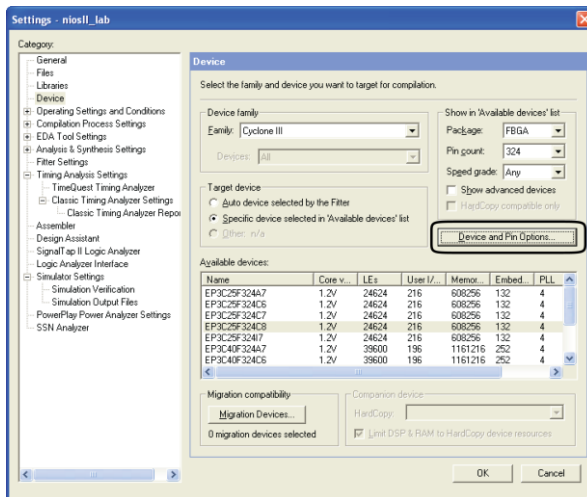 Settings - niosII_lab
Category:
General
Files
Libraries
Device
Operating Settings and Conditions
Compilation Process Settings
EDA Tool Settings
Analysis & Synthesis Settings
Fitter Settings
Timing Analysis Settings
TimeQuest Timing Analyzer
Classic Timing Analyzer Settings
Classic Timing Analyzer Repor
Assembler
Design Assistant
SignalTap II Logic Analyzer
Logic Analyzer Interface
Simulator Settings
Simulation Verification
Simulation Output Files
PowerPlay Power Analyzer Settings
SSN Analyzer
Device
Select the family and device you want to target for compilation.
Device family
Family: Cyclone III
Devices: All
Target device
Auto device selected by the Fitter
Specific device selected in 'Available devices' list
Other: n/a
Show in 'Available devices' list
Package: FBGA
Pin count: 324
Speed grade: Any
Show advanced devices
HardCopy compatible only
Device and Pin Options...
Available devices:
Name Core v... LEs User I/... Memor... Embed... PLL
EP3C25F324A7 1.2V 24624 216 608256 132 4
EP3C25F324C6 1.2V 24624 216 608256 132 4
EP3C25F324C7 1.2V 24624 216 608256 132 4
EP3C25F324C8 1.2V 24624 216 608256 132 4
EP3C25F324I7 1.2V 24624 216 608256 132 4
EP3C40F324A7 1.2V 39600 196 1161216 252 4
EP3C40F324C6 1.2V 39600 196 1161216 252 4
Migration compatibility
Migration Devices...
0 migration devices selected
Companion device
HardCopy:
Limit DSP & RAM to HardCopy device resources
OK Cancel